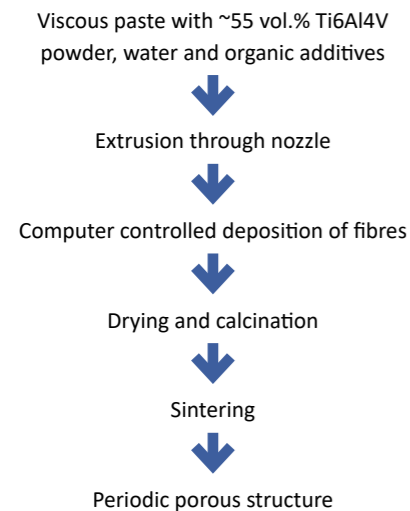 Viscous paste with ~55 vol.% Ti6Al4V
powder, water and organic additives
Extrusion through nozzle
Computer controlled deposition of fibres
Drying and calcination
Sintering
Periodic porous structure